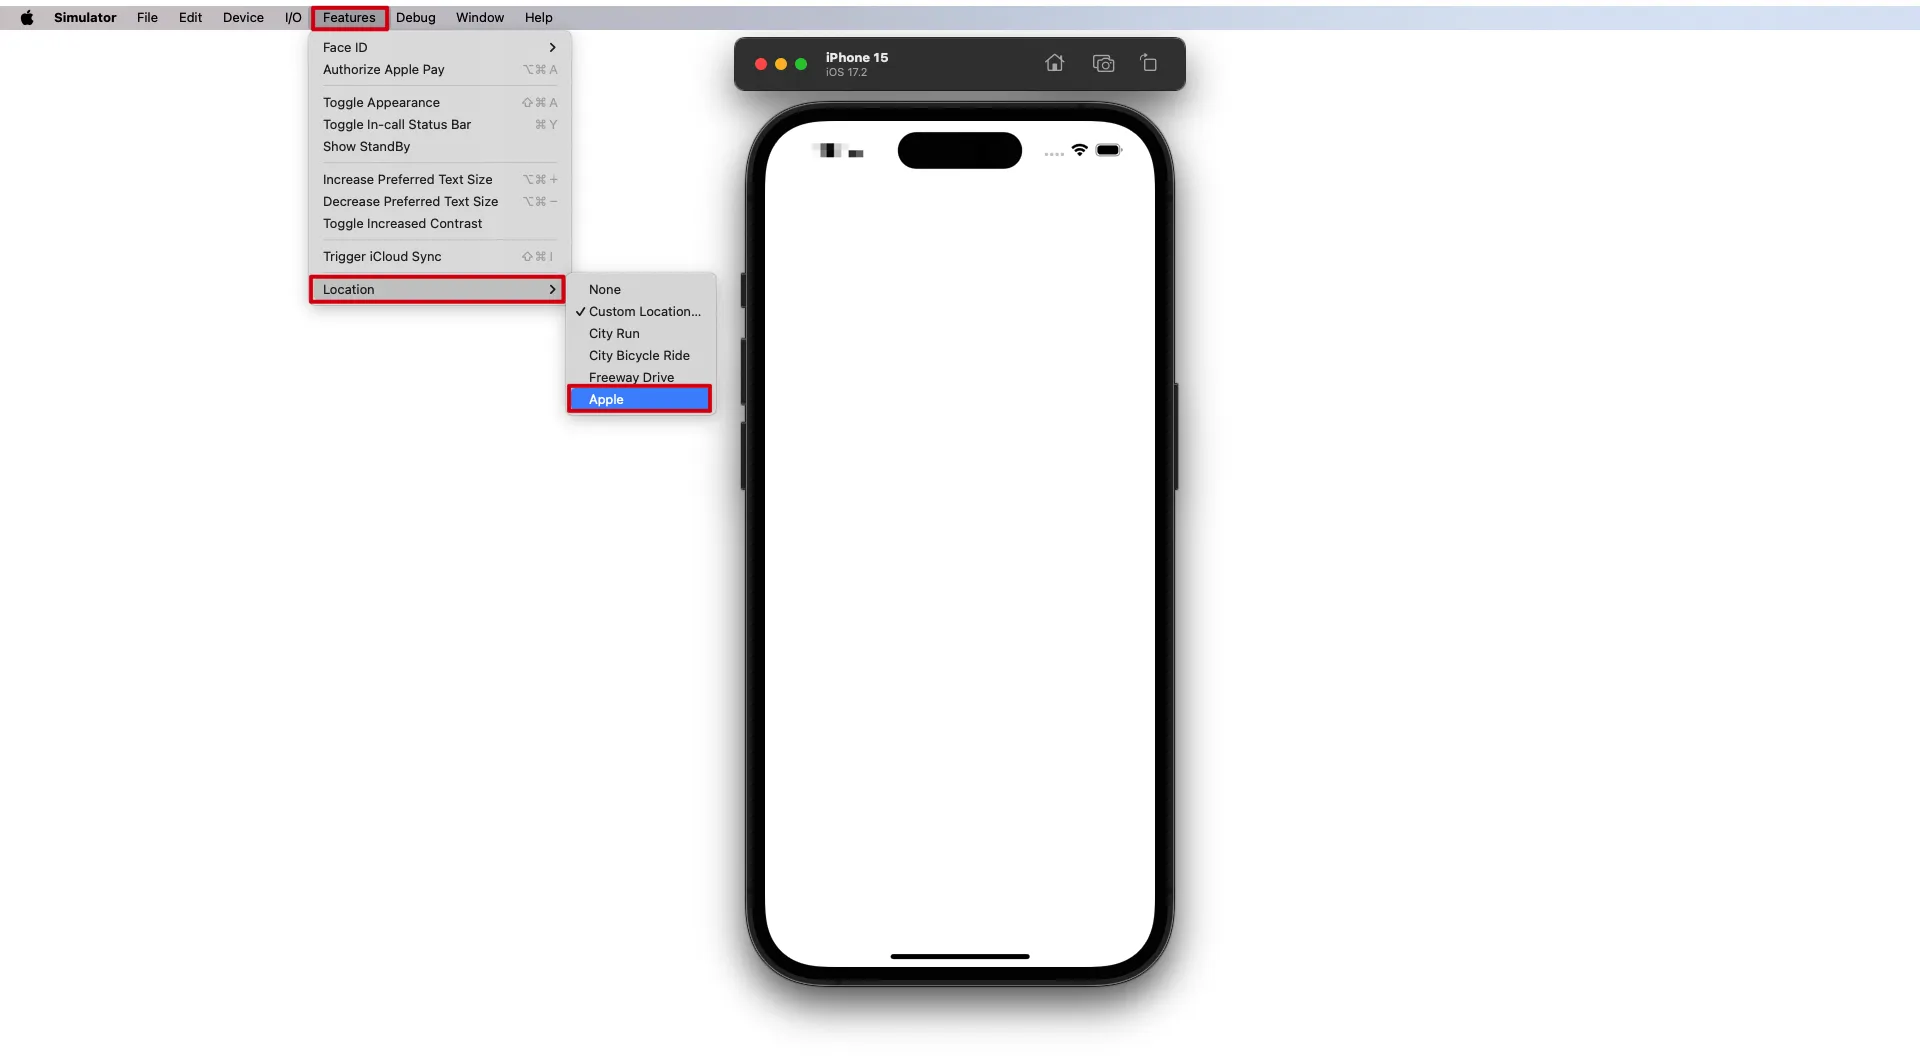 Simulator File Edit Device I/O Features Debug Window Help
Face ID
Authorize Apple Pay ⌥⌘A
Toggle Appearance ⇧⌘A
Toggle In-call Status Bar ⌘Y
Show StandBy
Increase Preferred Text Size ⌥⌘+
Decrease Preferred Text Size ⌥⌘−
Toggle Increased Contrast
Trigger iCloud Sync ⇧⌘I
Location
None
✓ Custom Location...
City Run
City Bicycle Ride
Freeway Drive
Apple
iPhone 15
iOS 17.2